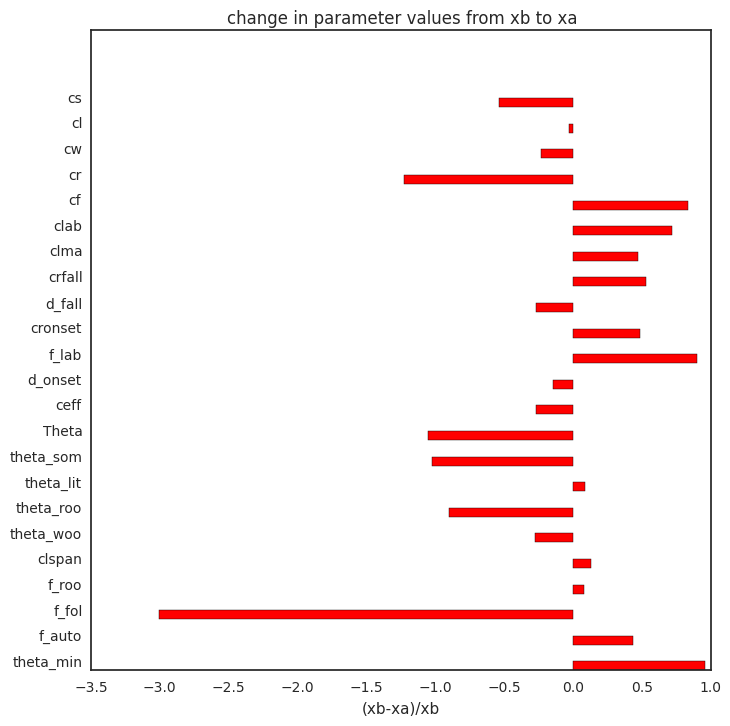 change in parameter values from xb to xa
cs
cl
cw
cr
cf
clab
clma
crfall
d_fall
cronset
f_lab
d_onset
ceff
Theta
theta_som
theta_lit
theta_roo
theta_woo
clspan
f_roo
f_fol
f_auto
theta_min
−3.5 −3.0 −2.5 −2.0 −1.5 −1.0 −0.5 0.0 0.5 1.0
(xb-xa)/xb